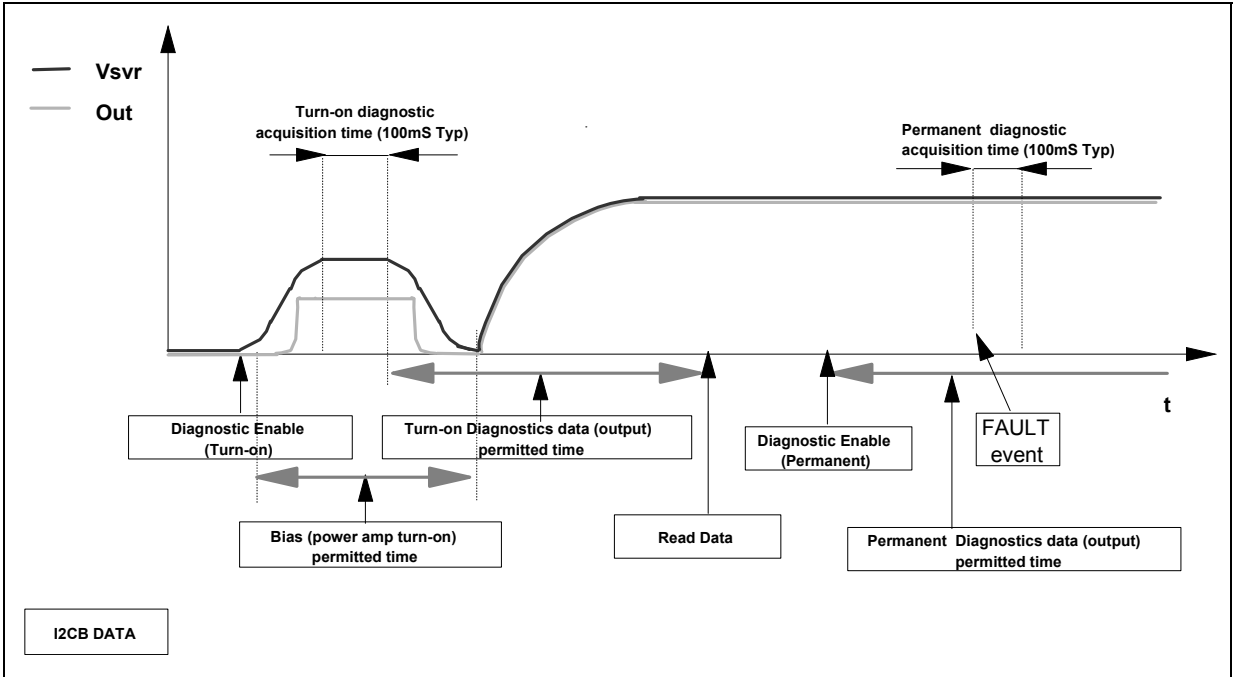 Vsvr
Out
Turn-on diagnostic
acquisition time (100mS Typ)
Permanent diagnostic
acquisition time (100mS Typ)
t
Diagnostic Enable
(Turn-on)
Turn-on Diagnostics data (output)
permitted time
Diagnostic Enable
(Permanent)
FAULT
event
Bias (power amp turn-on)
permitted time
Read Data
Permanent Diagnostics data (output)
permitted time
I2CB DATA